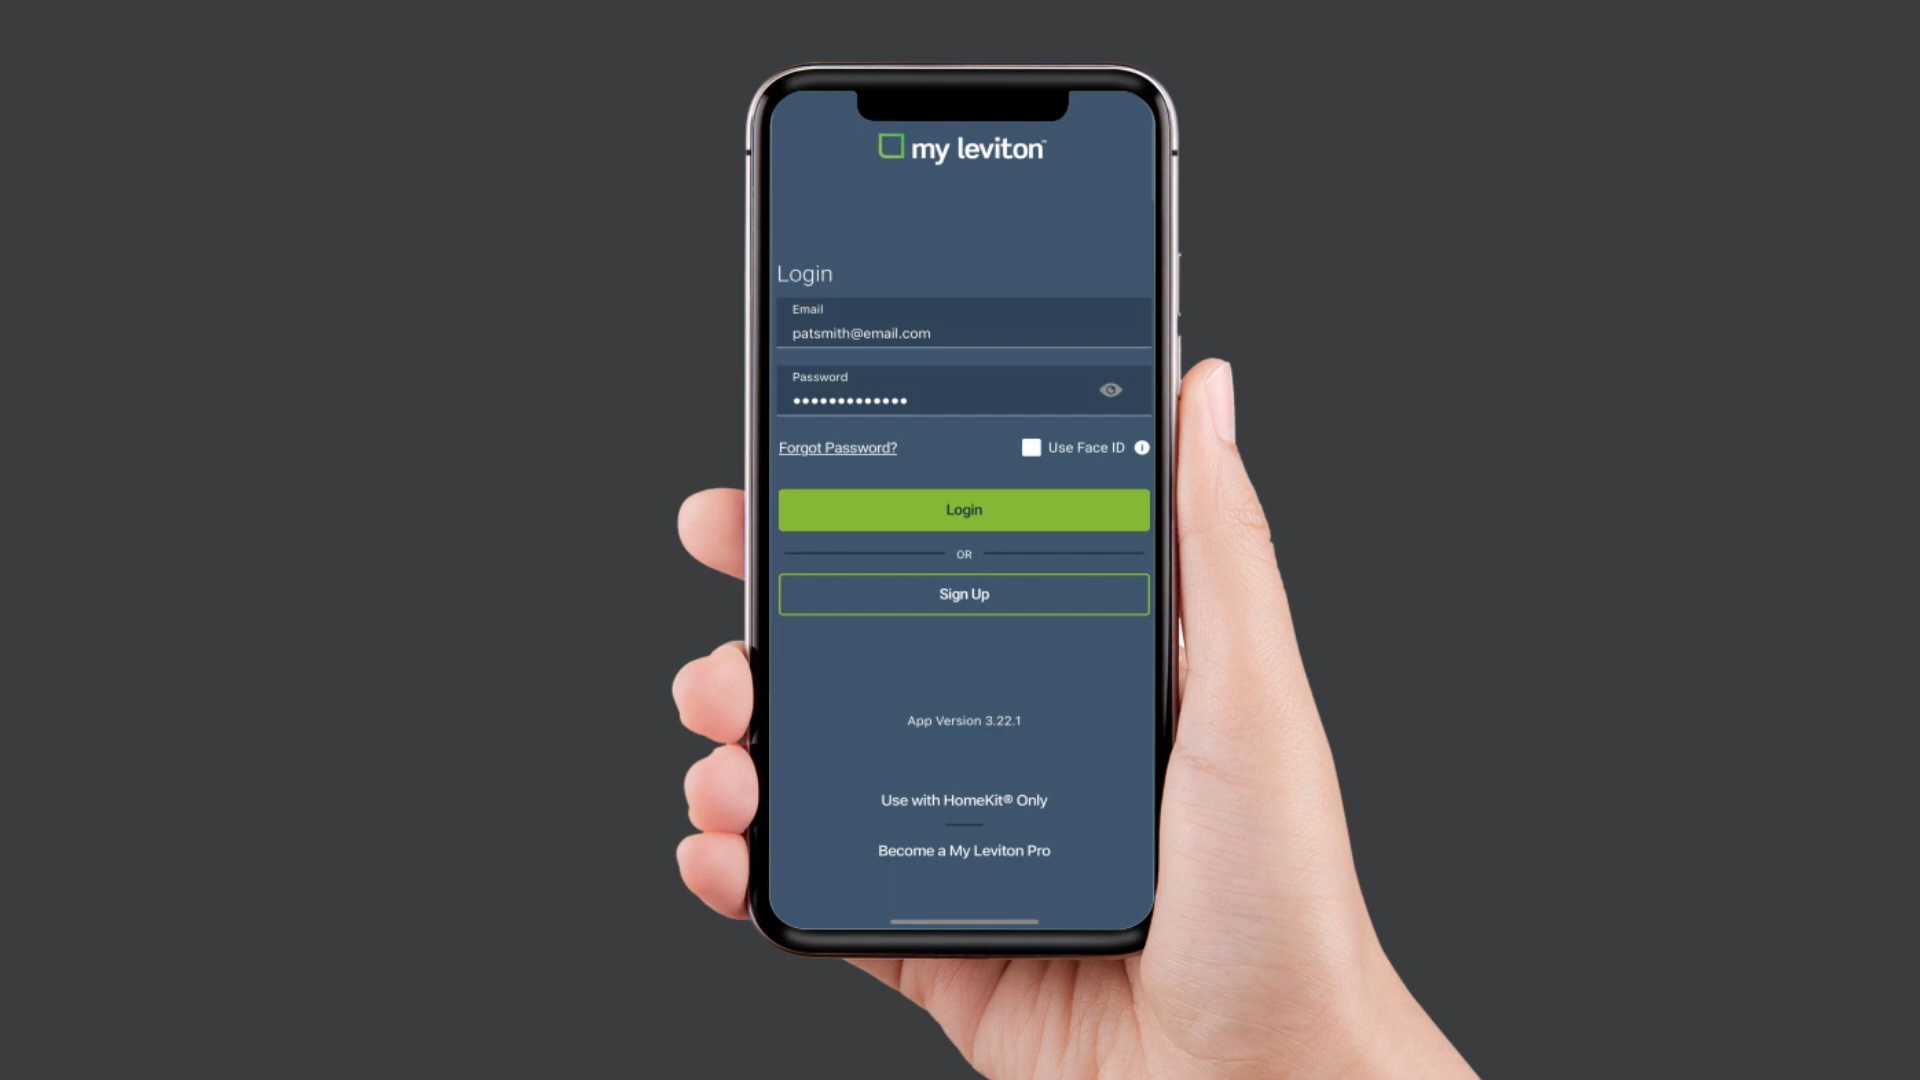 my leviton™
Login
Email
patsmith@email.com
Password
•••••••••••••
Forgot Password?
Use Face ID
Login
OR
Sign Up
App Version 3.22.1
Use with HomeKit® Only
Become a My Leviton Pro